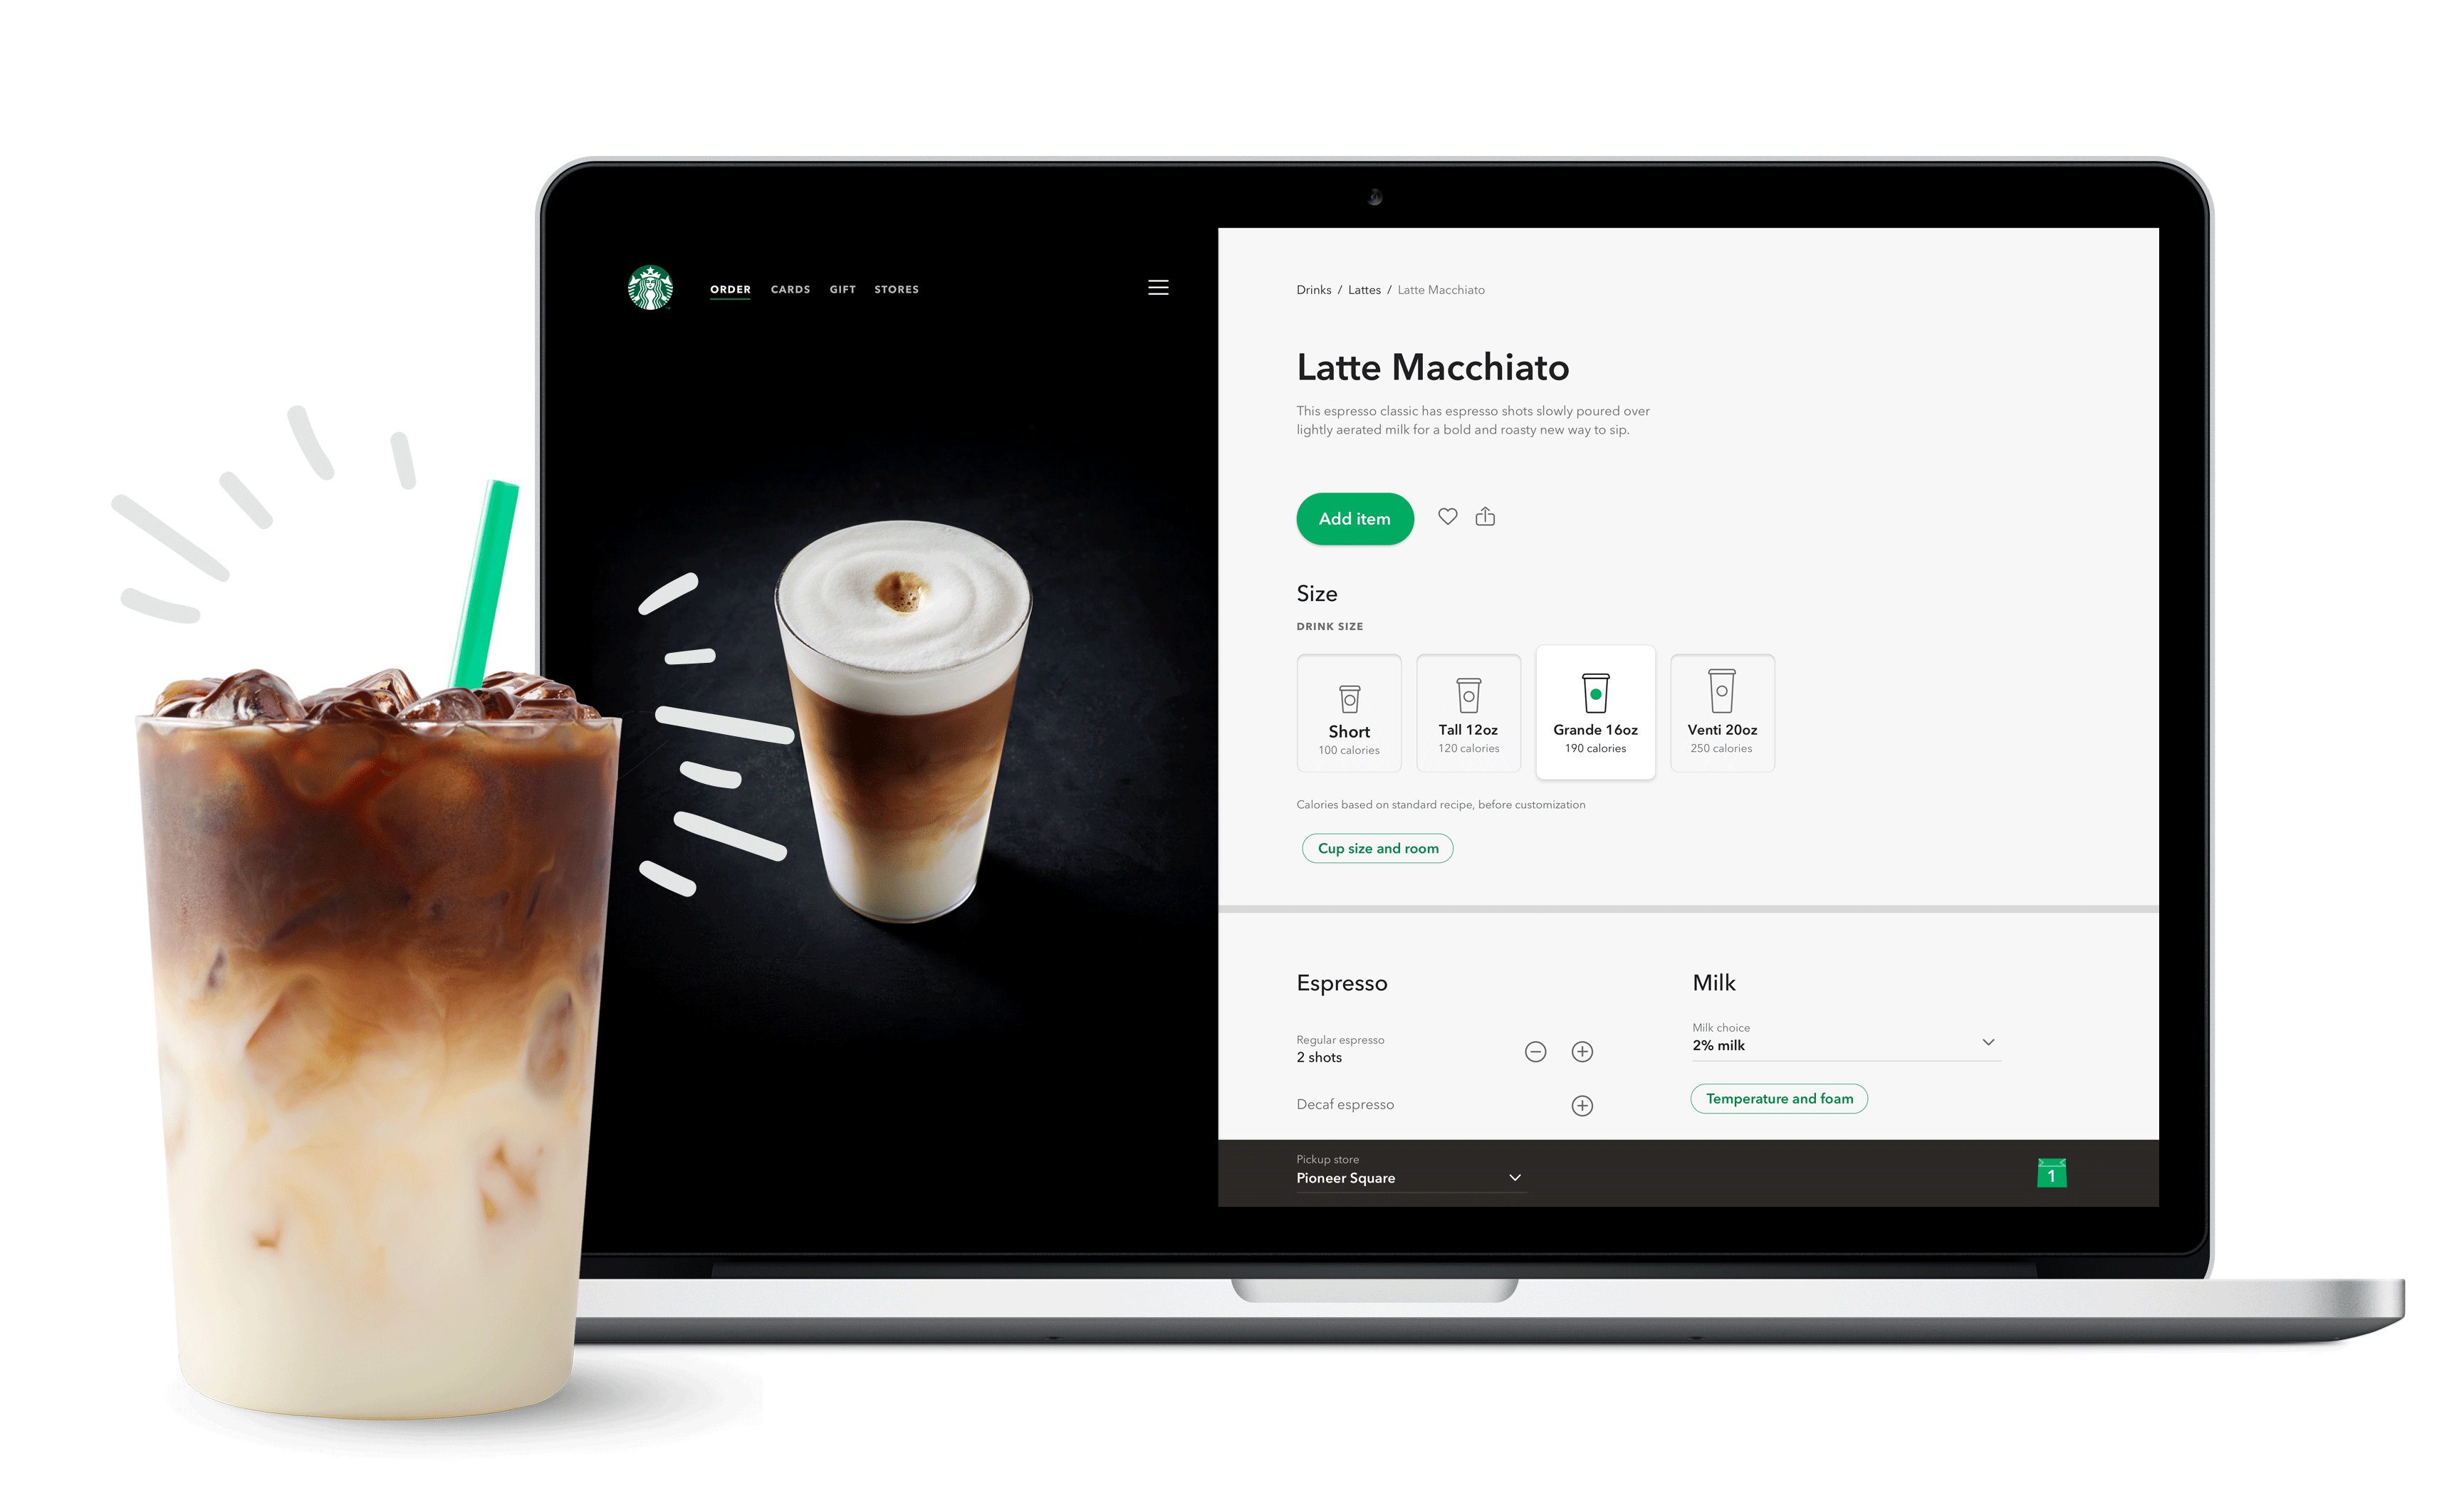 ORDER CARDS GIFT STORES
Drinks / Lattes / Latte Macchiato
Latte Macchiato
This espresso classic has espresso shots slowly poured over
lightly aerated milk for a bold and roasty new way to sip.
Add item
Size
DRINK SIZE
Short
100 calories
Tall 12oz
120 calories
Grande 16oz
190 calories
Venti 20oz
250 calories
Calories based on standard recipe, before customization
Cup size and room
Espresso
Regular espresso
2 shots
Decaf espresso
Milk
Milk choice
2% milk
Temperature and foam
Pickup store
Pioneer Square
1